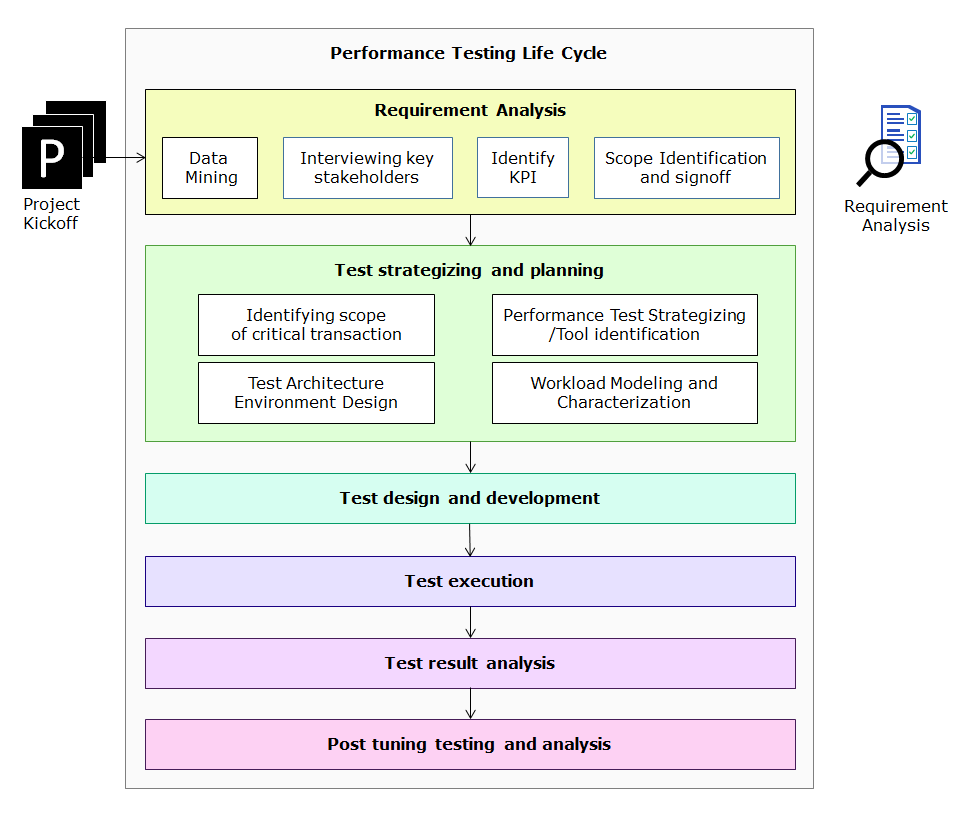 Performance Testing Life Cycle
Requirement Analysis
Data
Mining
Interviewing key
stakeholders
Identify
KPI
Scope Identification
and signoff
P
Project
Kickoff
Requirement
Analysis
Test strategizing and planning
Identifying scope
of critical transaction
Performance Test Strategizing
/Tool identification
Test Architecture
Environment Design
Workload Modeling and
Characterization
Test design and development
Test execution
Test result analysis
Post tuning testing and analysis